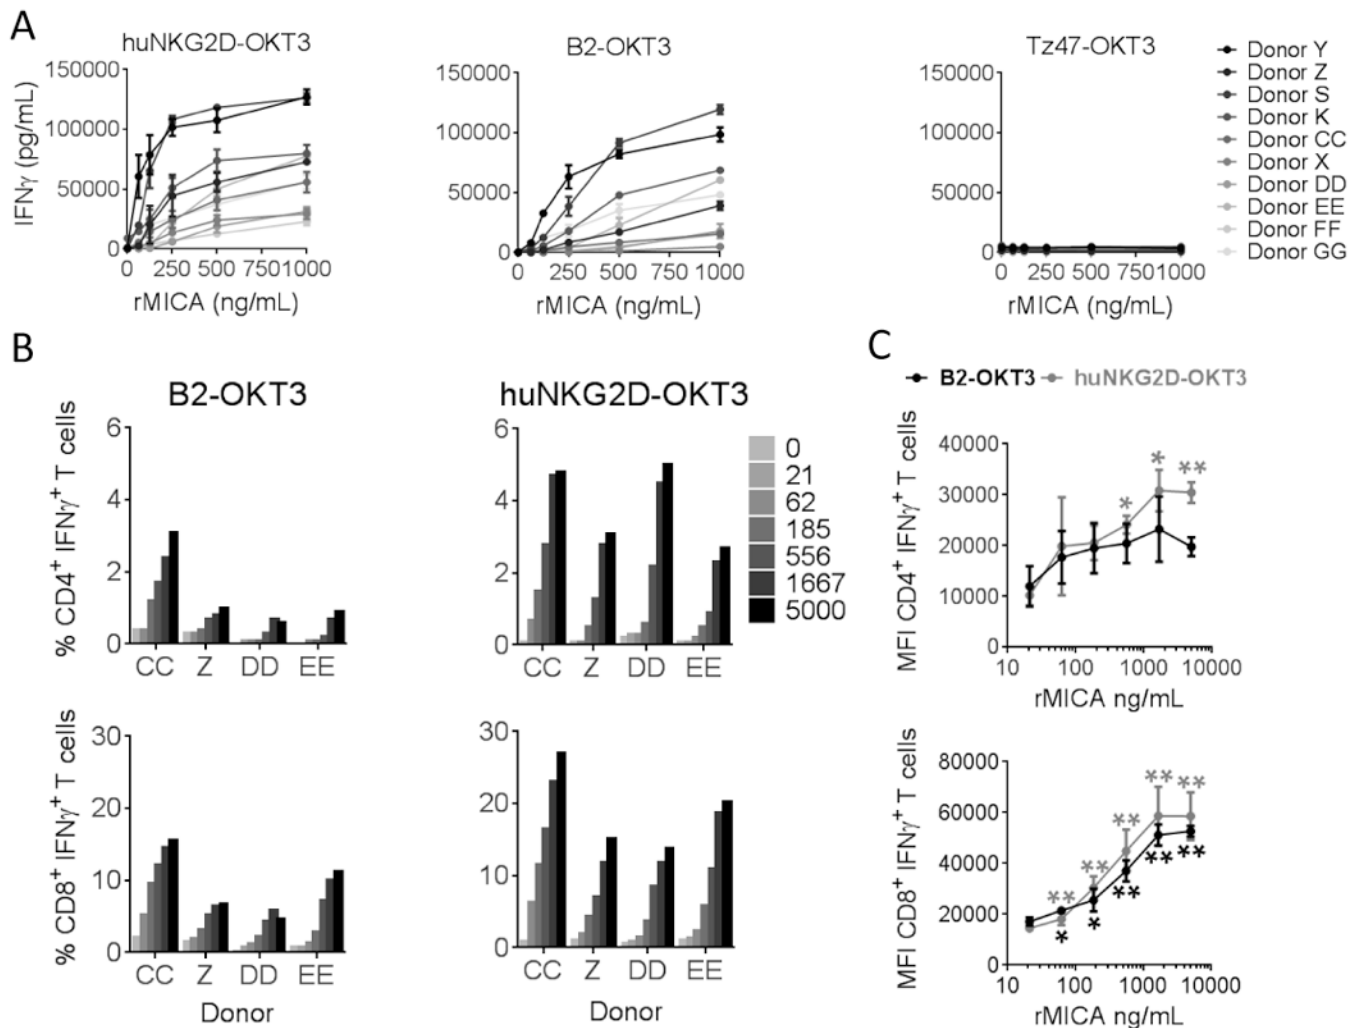 A
huNKG2D-OKT3
B2-OKT3
Tz47-OKT3
IFNγ (pg/mL)
150000
100000
50000
0
0 250 500 7501000
rMICA (ng/mL)
150000
100000
50000
0
0 250 500 7501000
rMICA (ng/mL)
150000
100000
50000
0
0 250 500 7501000
rMICA (ng/mL)
Donor Y
Donor Z
Donor S
Donor K
Donor CC
Donor X
Donor DD
Donor EE
Donor FF
Donor GG
B
B2-OKT3
huNKG2D-OKT3
% CD4+ IFNγ+ T cells
6
4
2
0
CC Z DD EE
6
4
2
0
CC Z DD EE
0
21
62
185
556
1667
5000
% CD8+ IFNγ+ T cells
30
20
10
0
CC Z DD EE
Donor
30
20
10
0
CC Z DD EE
Donor
C
B2-OKT3 huNKG2D-OKT3
MFI CD4+ IFNγ+ T cells
40000
30000
20000
10000
0
* * **
10 100 1000 10000
rMICA ng/mL
MFI CD8+ IFNγ+ T cells
80000
60000
40000
20000
0
** ** ** ** **
* * ** ** **
10 100 1000 10000
rMICA ng/mL